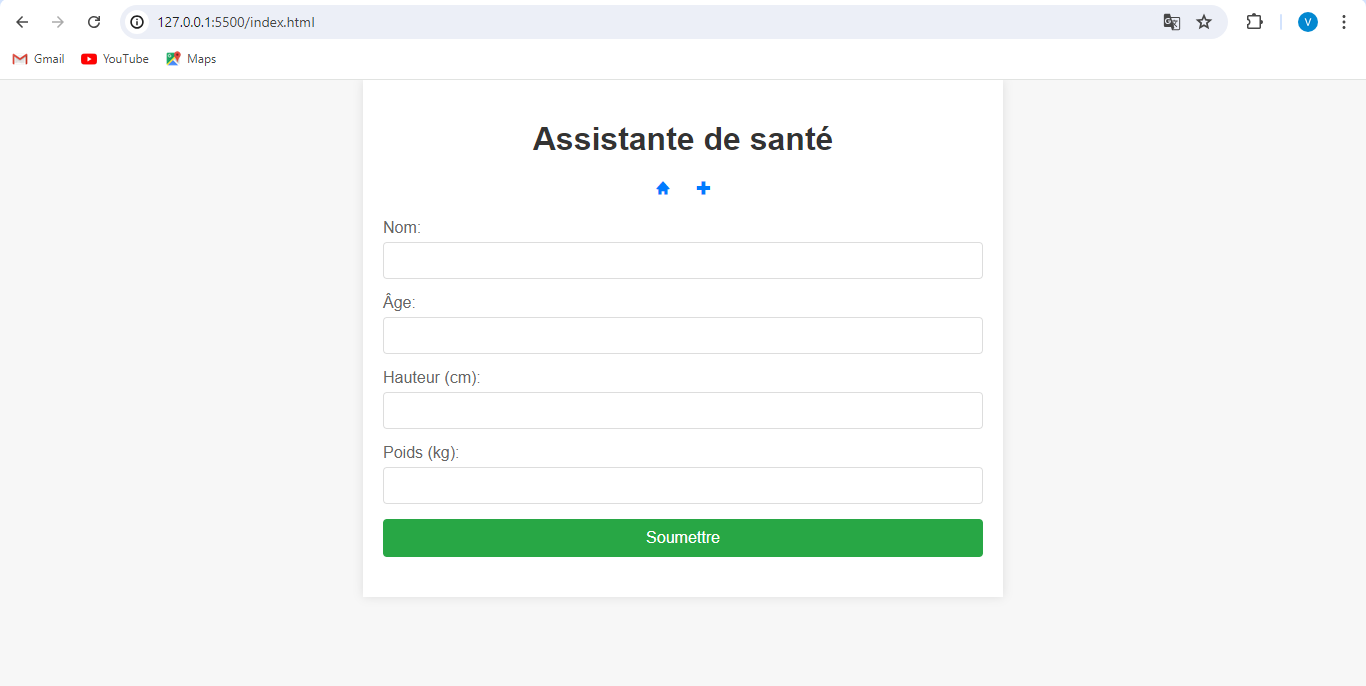 127.0.0.1:5500/index.html
V
Gmail YouTube Maps
Assistante de santé
Nom:
Âge:
Hauteur (cm):
Poids (kg):
Soumettre